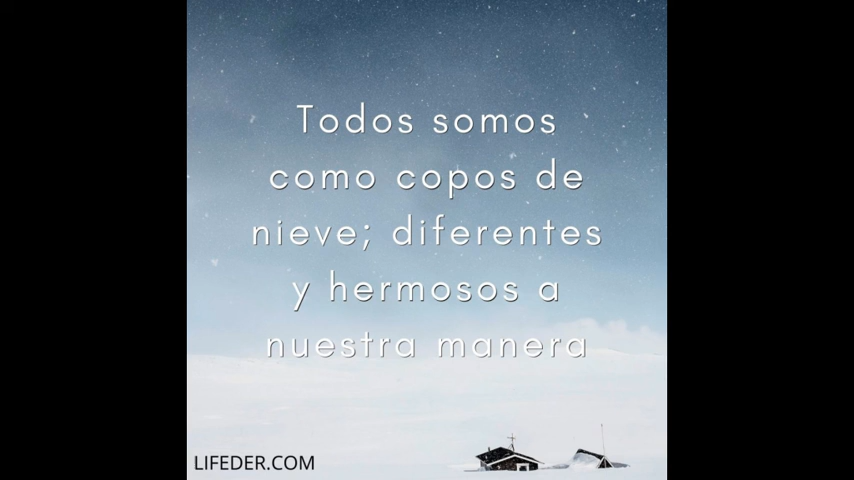 Todos somos
como copos de
nieve; diferentes
y hermosos a
nuestra manera
LIFEDER.COM